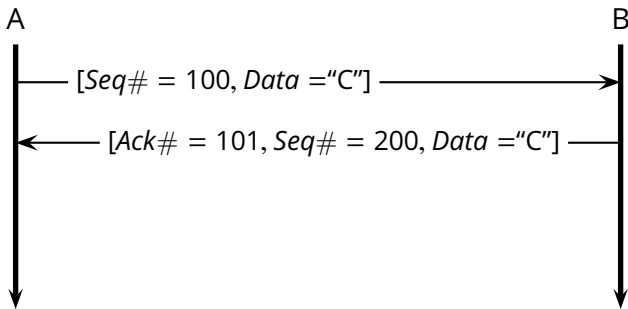 A B
[Seq# = 100, Data =“C”]
[Ack# = 101, Seq# = 200, Data =“C”]